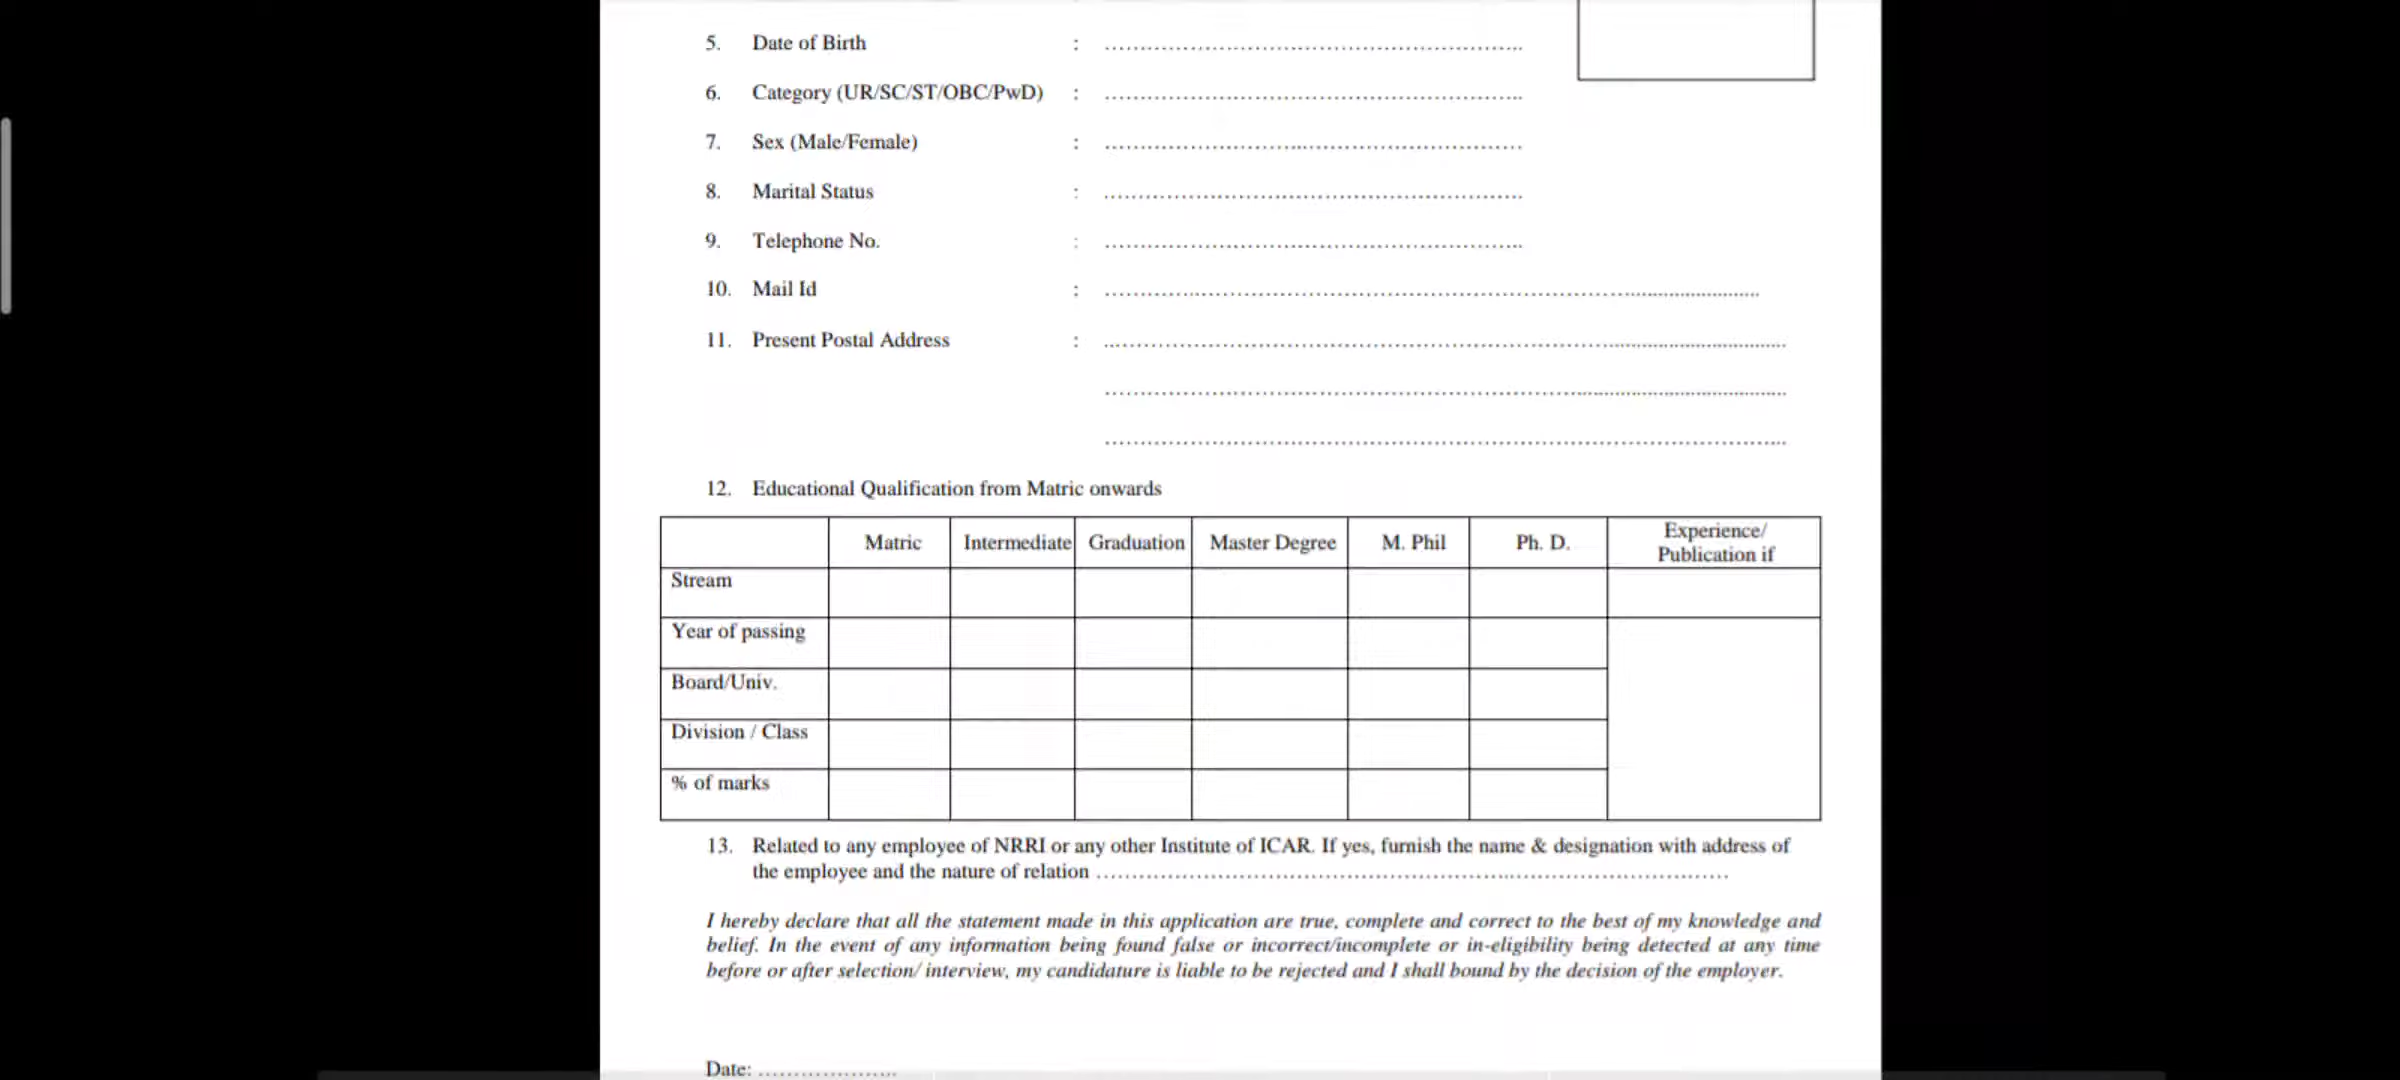 5. Date of Birth : ........................................................
6. Category (UR/SC/ST/OBC/PwD) : ........................................................
7. Sex (Male/Female) : ........................................................
8. Marital Status : ........................................................
9. Telephone No. : ........................................................
10. Mail Id : ........................................................
11. Present Postal Address : ........................................................
........................................................
........................................................
12. Educational Qualification from Matric onwards
Matric Intermediate Graduation Master Degree M. Phil Ph. D. Experience/
Publication if
Stream
Year of passing
Board/Univ.
Division / Class
% of marks
13. Related to any employee of NRRI or any other Institute of ICAR. If yes, furnish the name & designation with address of
the employee and the nature of relation ........................................................
I hereby declare that all the statement made in this application are true, complete and correct to the best of my knowledge and
belief. In the event of any information being found false or incorrect/incomplete or in-eligibility being detected at any time
before or after selection/ interview, my candidature is liable to be rejected and I shall bound by the decision of the employer.
Date: ....................